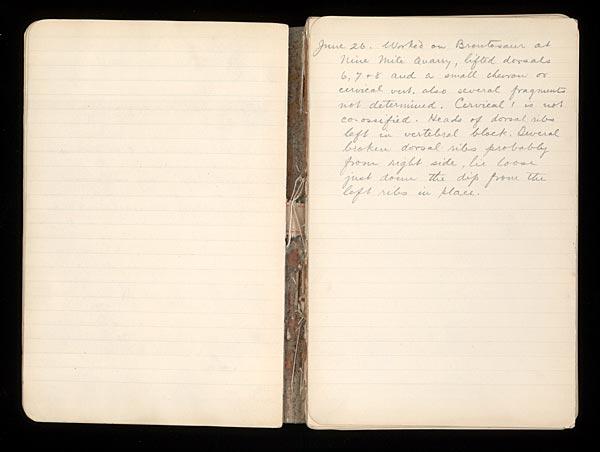 June 26. Worked on Brontosaur at
Nine Mile Quarry, lifted dorsals
6, 7 + 8 and a small chevron or
cervical vert. also several fragments
not determined. Cervical 1 is not
co-ossified. Heads of dorsal ribs
left in vertebral block. Several
broken dorsal ribs probably
from right side, lie loose
just down the dip from the
left ribs in place.